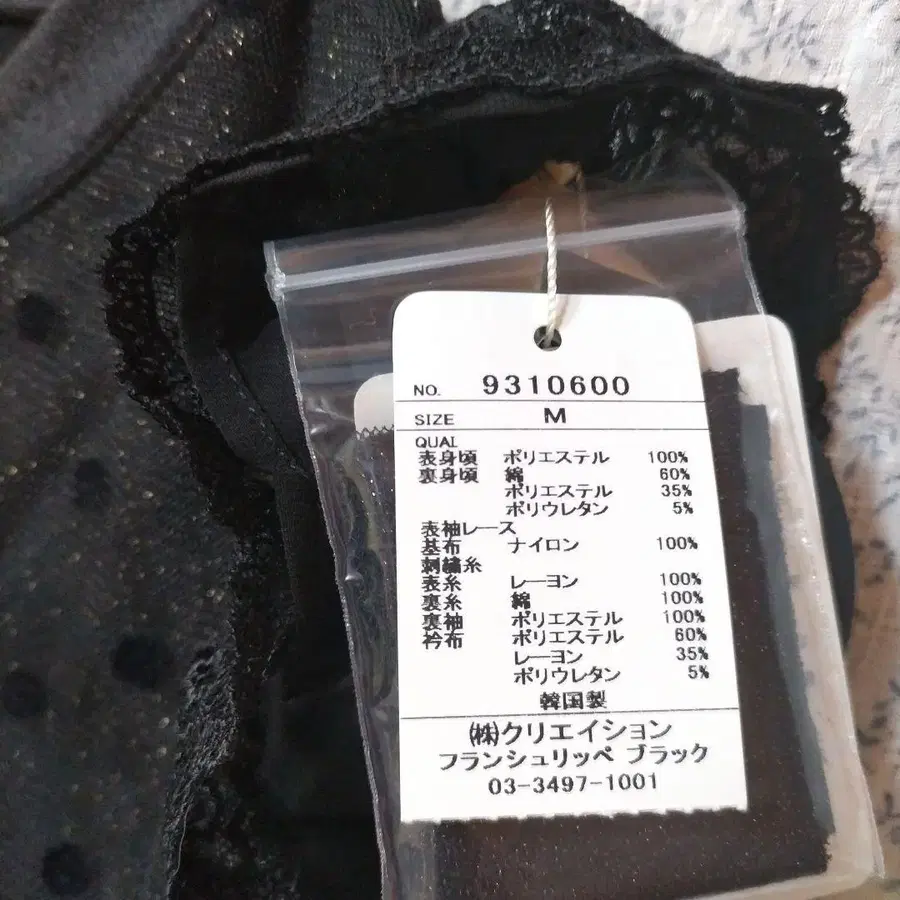 NO. 9310600
SIZE M
QUAL
表身頃 ポリエステル 100%
裏身頃 綿 60%
ポリエステル 35%
ポリウレタン 5%
表袖レース
基布 ナイロン 100%
刺繍糸
表糸 レーヨン 100%
裏糸 綿 100%
裏袖 ポリエステル 100%
衿布 ポリエステル 60%
レーヨン 35%
ポリウレタン 5%
韓国製
㈱クリエイション
フランシュリッペ ブラック
03-3497-1001